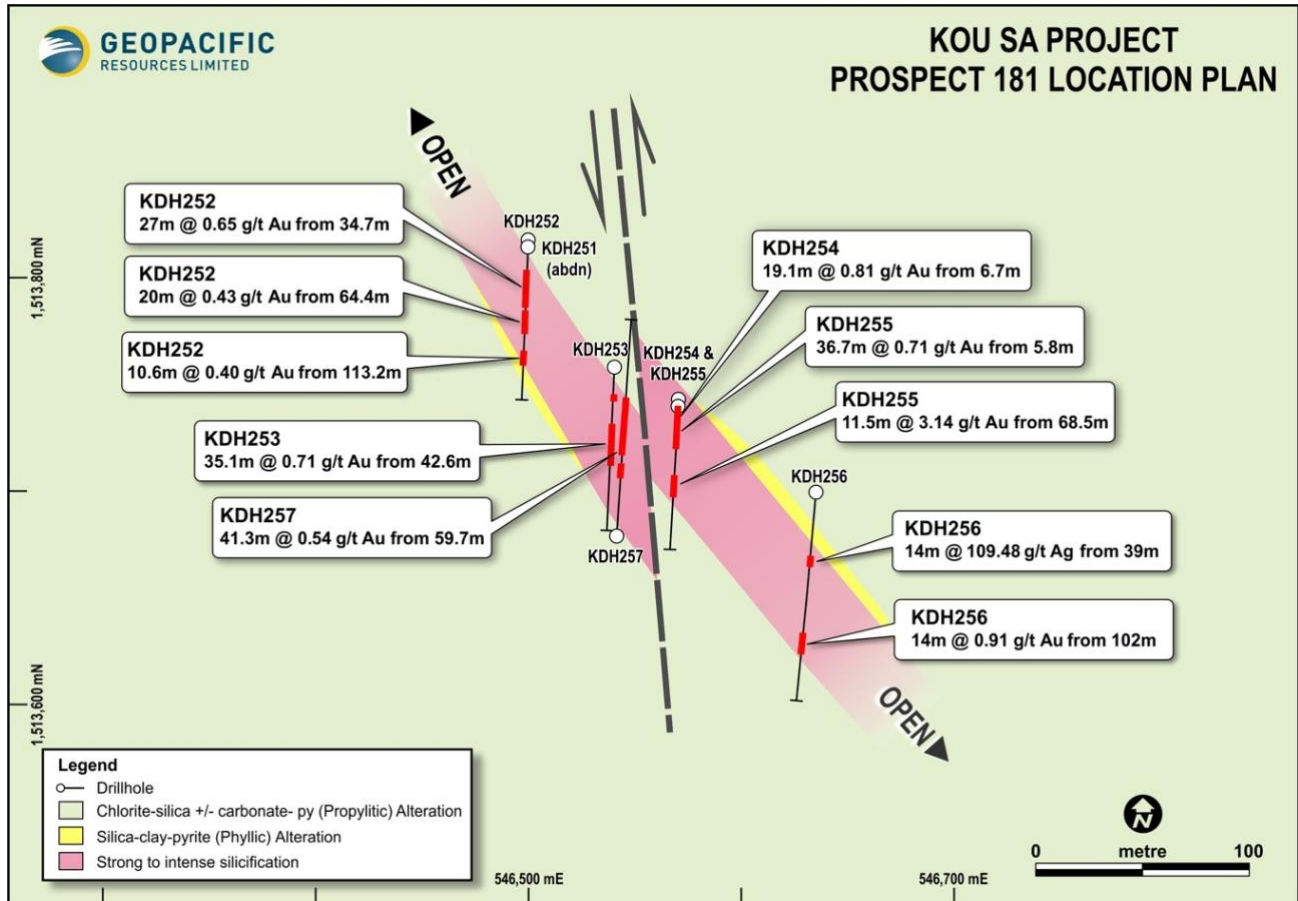 GEOPACIFIC
RESOURCES LIMITED
KOU SA PROJECT
PROSPECT 181 LOCATION PLAN
OPEN
KDH252
27m @ 0.65 g/t Au from 34.7m
KDH252
20m @ 0.43 g/t Au from 64.4m
KDH252
10.6m @ 0.40 g/t Au from 113.2m
KDH253
35.1m @ 0.71 g/t Au from 42.6m
KDH257
41.3m @ 0.54 g/t Au from 59.7m
KDH252
KDH251
(abdn)
KDH253
KDH254 &
KDH255
KDH257
KDH256
KDH254
19.1m @ 0.81 g/t Au from 6.7m
KDH255
36.7m @ 0.71 g/t Au from 5.8m
KDH255
11.5m @ 3.14 g/t Au from 68.5m
KDH256
14m @ 109.48 g/t Ag from 39m
KDH256
14m @ 0.91 g/t Au from 102m
OPEN
1,513,800 mN
1,513,600 mN
Legend
Drillhole
Chlorite-silica +/- carbonate- py (Propylitic) Alteration
Silica-clay-pyrite (Phyllic) Alteration
Strong to intense silicification
N
0 metre 100
546,500 mE
546,700 mE